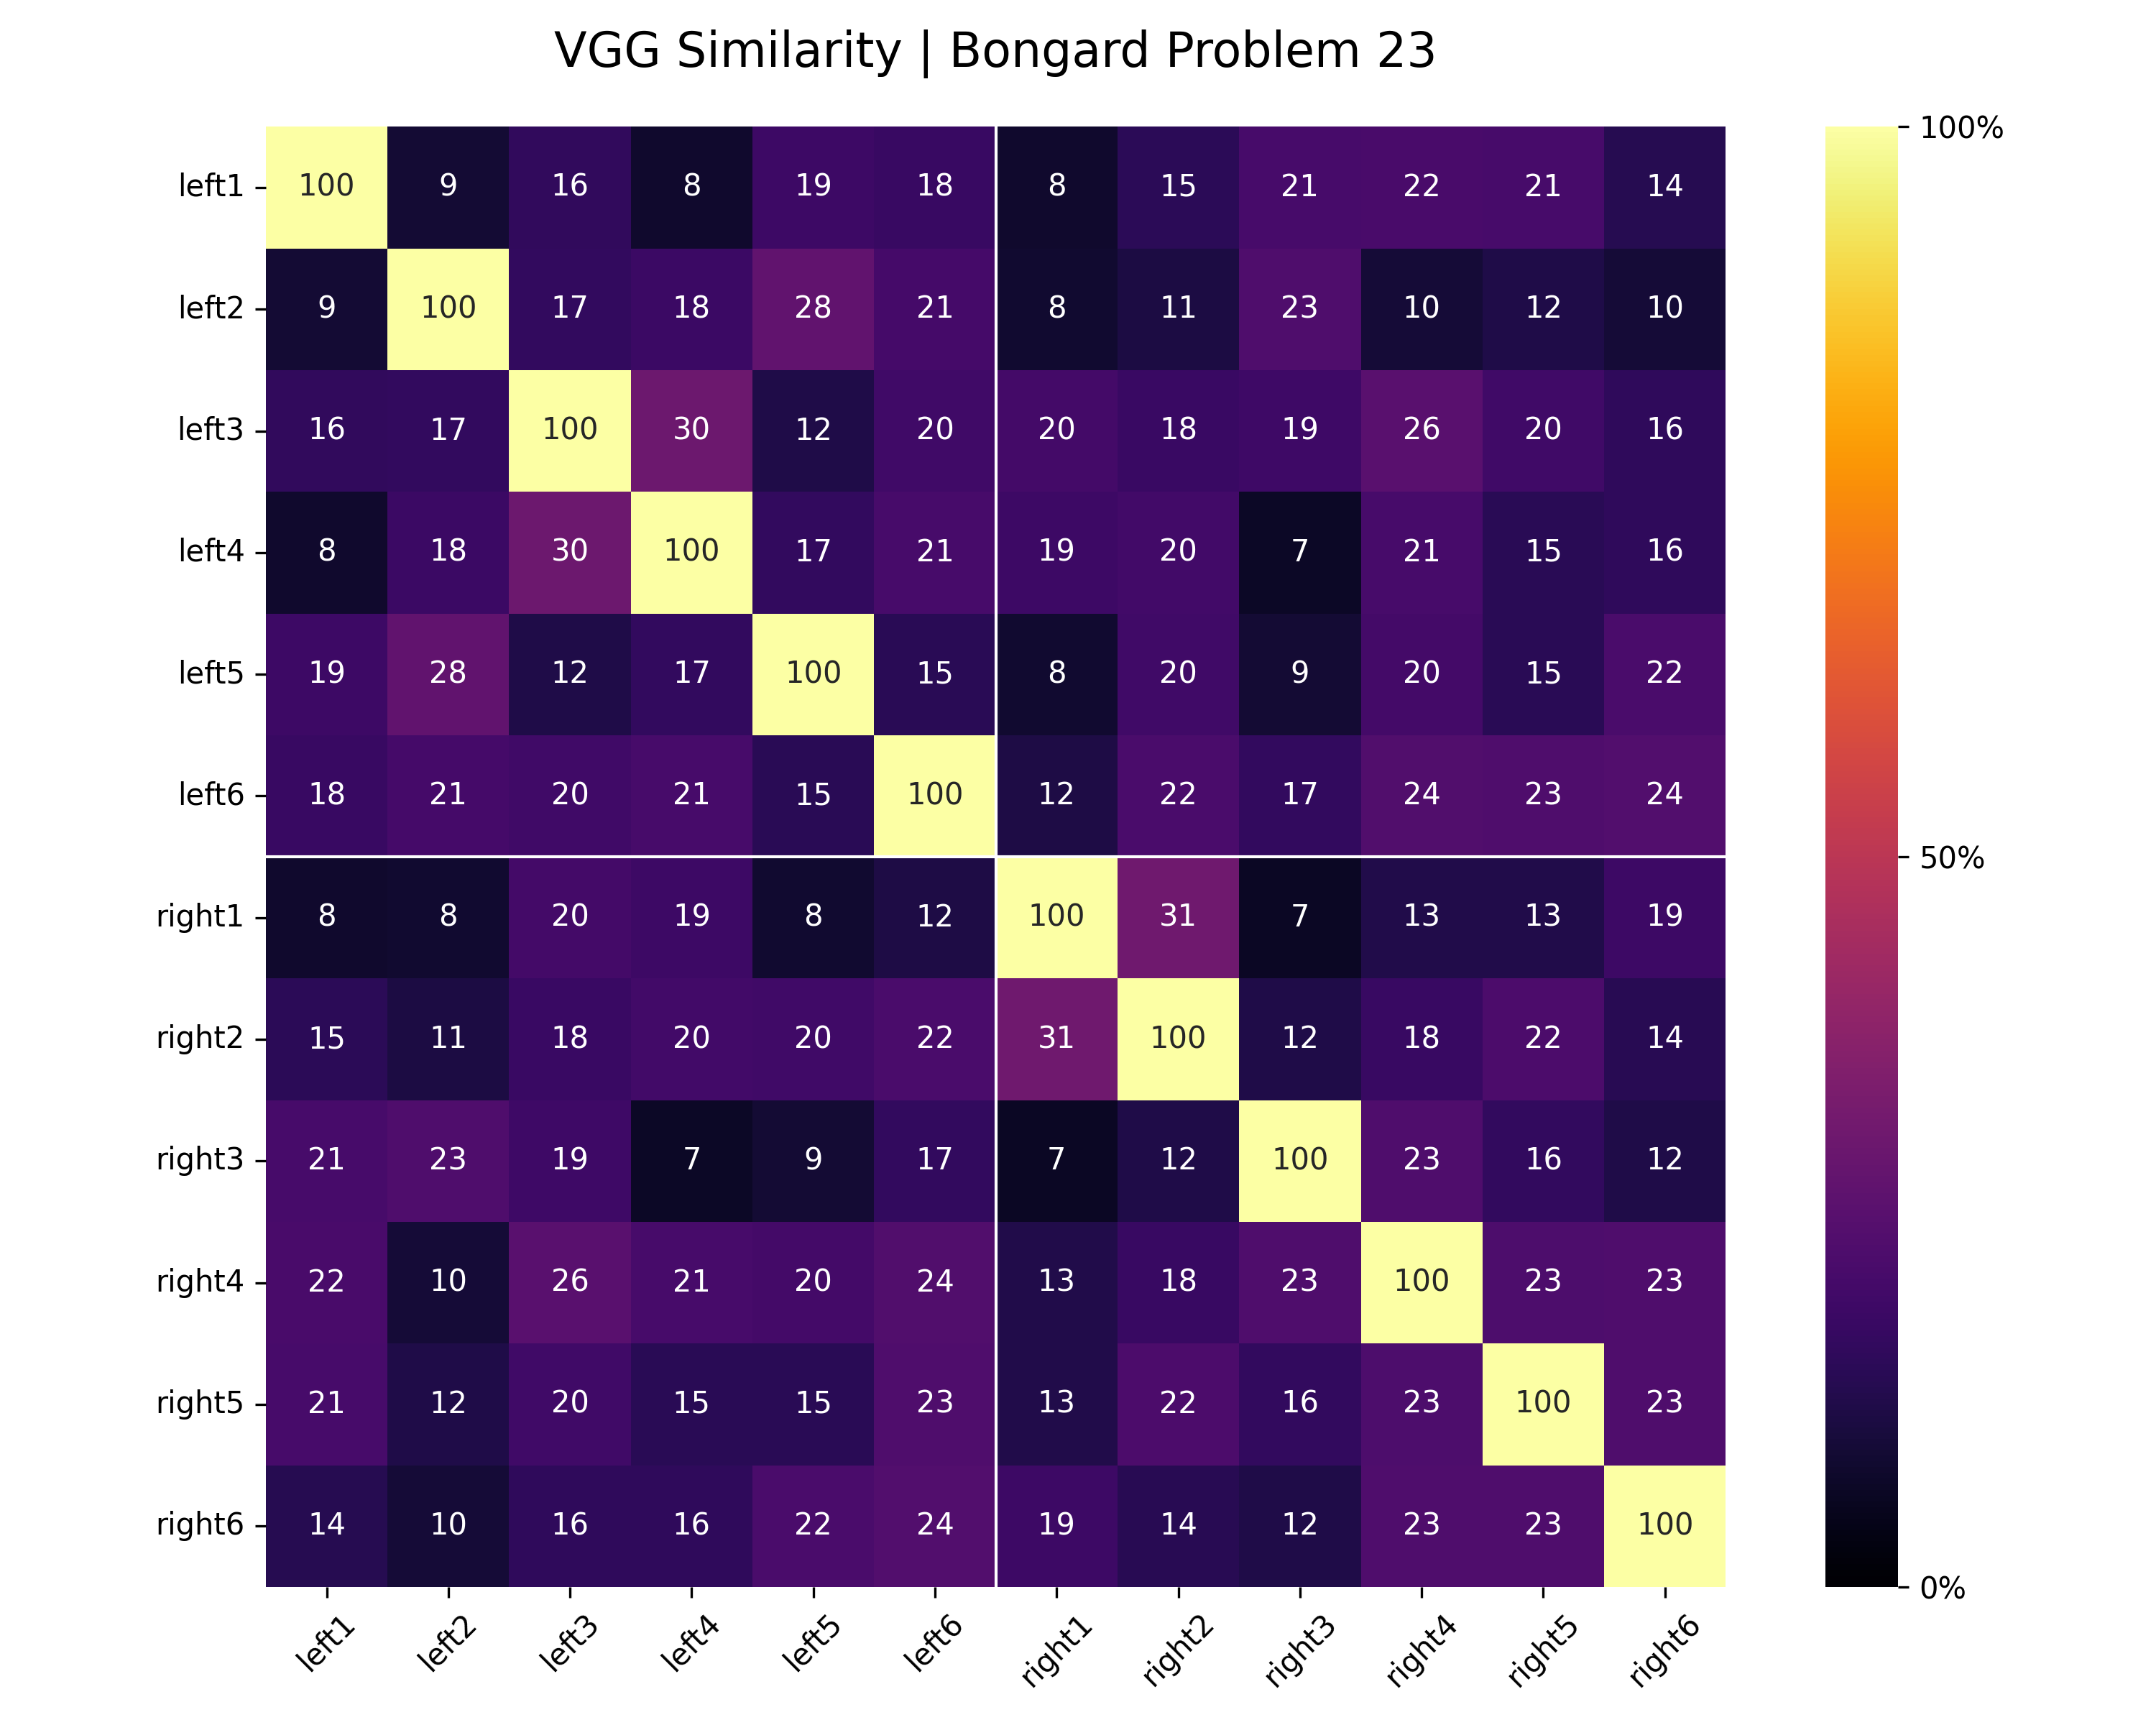 VGG Similarity | Bongard Problem 23
left1 100 9 16 8 19 18 8 15 21 22 21 14
left2 9 100 17 18 28 21 8 11 23 10 12 10
left3 16 17 100 30 12 20 20 18 19 26 20 16
left4 8 18 30 100 17 21 19 20 7 21 15 16
left5 19 28 12 17 100 15 8 20 9 20 15 22
left6 18 21 20 21 15 100 12 22 17 24 23 24
right1 8 8 20 19 8 12 100 31 7 13 13 19
right2 15 11 18 20 20 22 31 100 12 18 22 14
right3 21 23 19 7 9 17 7 12 100 23 16 12
right4 22 10 26 21 20 24 13 18 23 100 23 23
right5 21 12 20 15 15 23 13 22 16 23 100 23
right6 14 10 16 16 22 24 19 14 12 23 23 100
left1 left2 left3 left4 left5 left6 right1 right2 right3 right4 right5 right6
100%
50%
0%